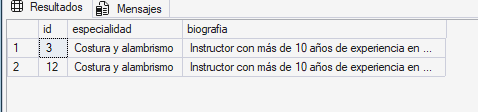 Resultados Mensajes
id especialidad biografia
1 3 Costura y alambrismo Instructor con más de 10 años de experiencia en ...
2 12 Costura y alambrismo Instructor con más de 10 años de experiencia en ...